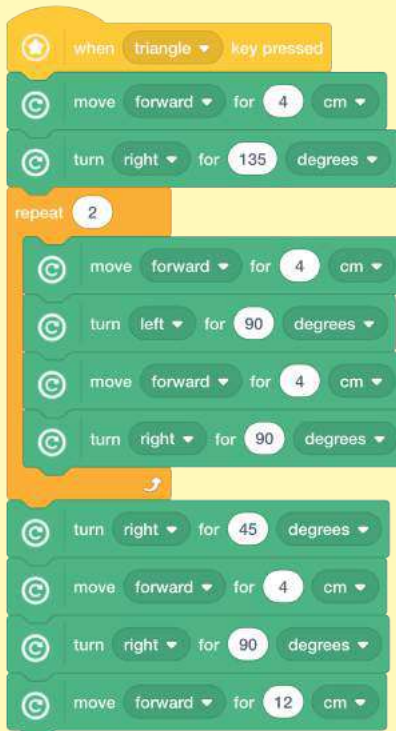 when triangle key pressed
move forward for 4 cm
turn right for 135 degrees
repeat 2
move forward for 4 cm
turn left for 90 degrees
move forward for 4 cm
turn right for 90 degrees
turn right for 45 degrees
move forward for 4 cm
turn right for 90 degrees
move forward for 12 cm